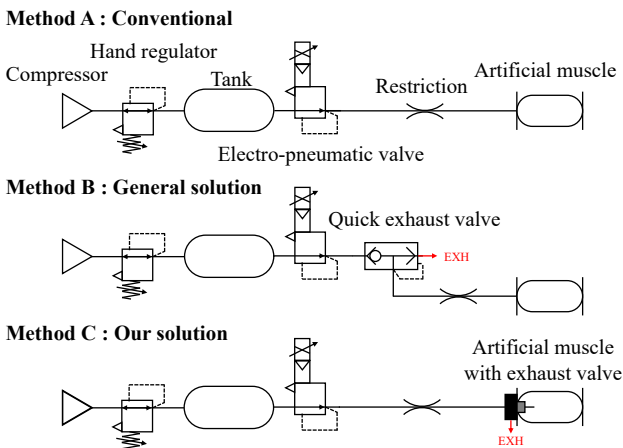 Method A : Conventional
Hand regulator
Compressor
Tank
Restriction
Artificial muscle
Electro-pneumatic valve
Method B : General solution
Quick exhaust valve
EXH
Method C : Our solution
Artificial muscle
with exhaust valve
EXH